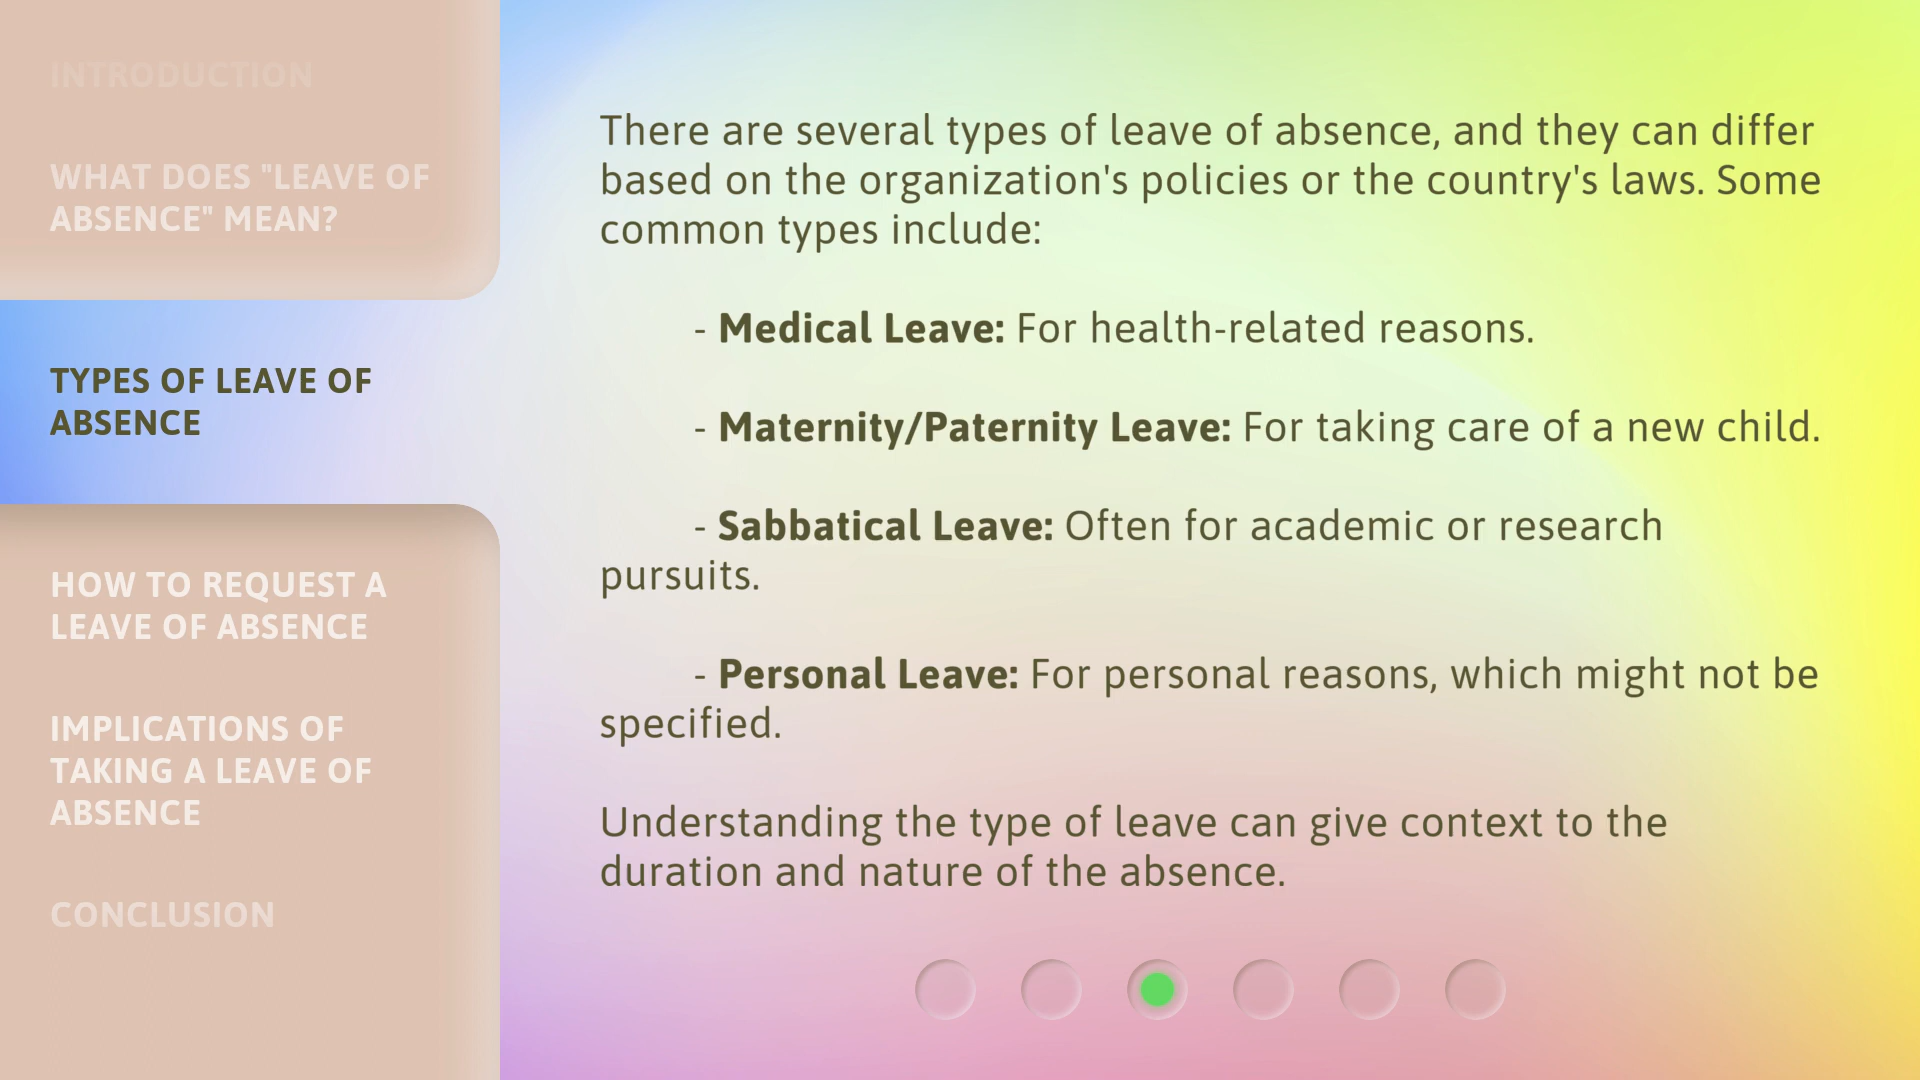 INTRODUCTION
WHAT DOES "LEAVE OF
ABSENCE" MEAN?
TYPES OF LEAVE OF
ABSENCE
HOW TO REQUEST A
LEAVE OF ABSENCE
IMPLICATIONS OF
TAKING A LEAVE OF
ABSENCE
CONCLUSION
There are several types of leave of absence, and they can differ
based on the organization's policies or the country's laws. Some
common types include:
- Medical Leave: For health-related reasons.
- Maternity/Paternity Leave: For taking care of a new child.
- Sabbatical Leave: Often for academic or research
pursuits.
- Personal Leave: For personal reasons, which might not be
specified.
Understanding the type of leave can give context to the
duration and nature of the absence.